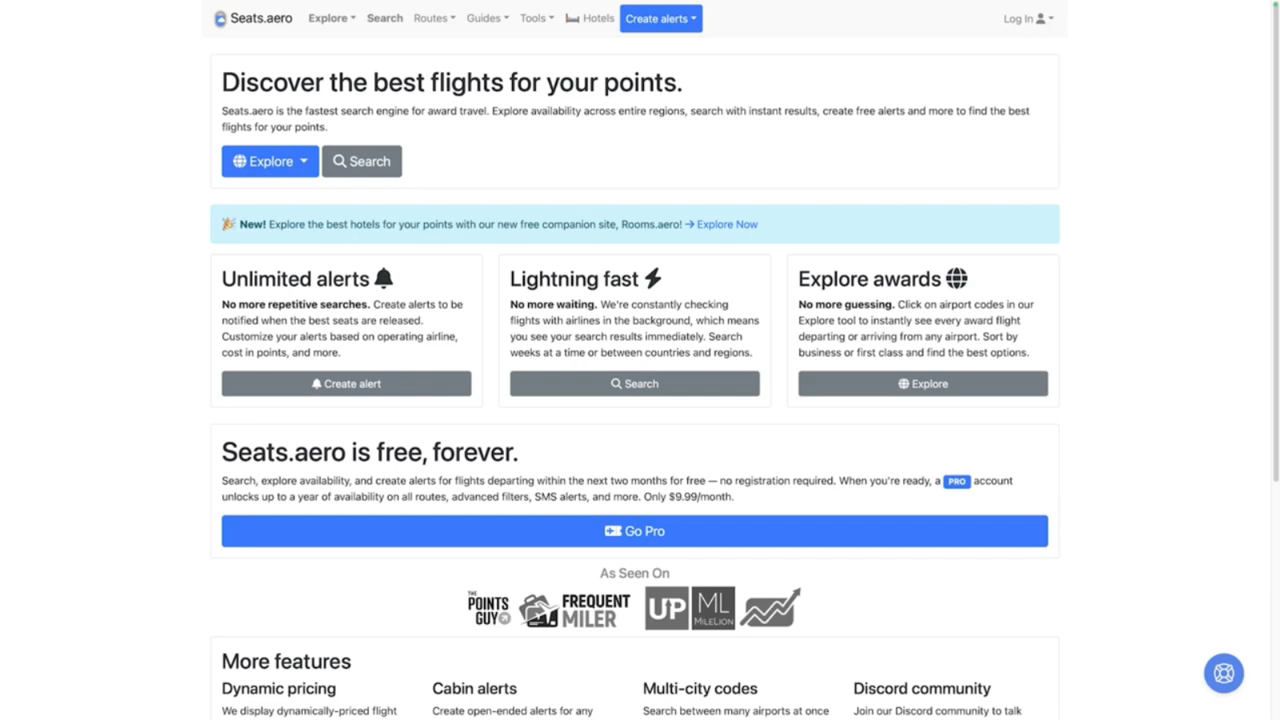 Seats.aero Explore Search Routes Guides Tools Hotels Create alerts Log In
Discover the best flights for your points.
Seats.aero is the fastest search engine for award travel. Explore availability across entire regions, search with instant results, create free alerts and more to find the best
flights for your points.
Explore Search
New! Explore the best hotels for your points with our new free companion site, Rooms.aero! → Explore Now
Unlimited alerts
No more repetitive searches. Create alerts to be
notified when the best seats are released.
Customize your alerts based on operating airline,
cost in points, and more.
Create alert
Lightning fast
No more waiting. We're constantly checking
flights with airlines in the background, which means
you see your search results immediately. Search
weeks at a time or between countries and regions.
Search
Explore awards
No more guessing. Click on airport codes in our
Explore tool to instantly see every award flight
departing or arriving from any airport. Sort by
business or first class and find the best options.
Explore
Seats.aero is free, forever.
Search, explore availability, and create alerts for flights departing within the next two months for free — no registration required. When you're ready, a PRO account
unlocks up to a year of availability on all routes, advanced filters, SMS alerts, and more. Only $9.99/month.
Go Pro
As Seen On
THE
POINTS
GUY
FREQUENT
MILER
UP
ML
MILELION
More features
Dynamic pricing
We display dynamically-priced flight
Cabin alerts
Create open-ended alerts for any
Multi-city codes
Search between many airports at once
Discord community
Join our Discord community to talk